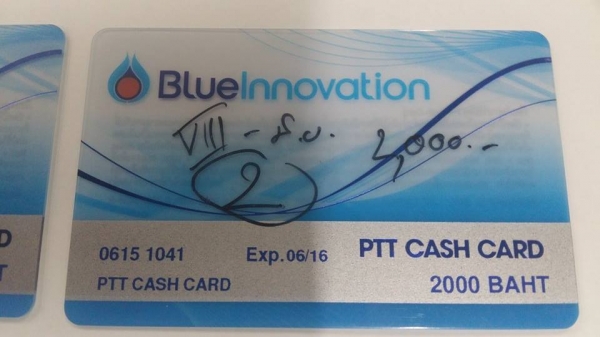 BlueInnovation
VIII - ส.บ. 2,000.-
2
0615 1041 Exp. 06/16 PTT CASH CARD
PTT CASH CARD 2000 BAHT
D
T